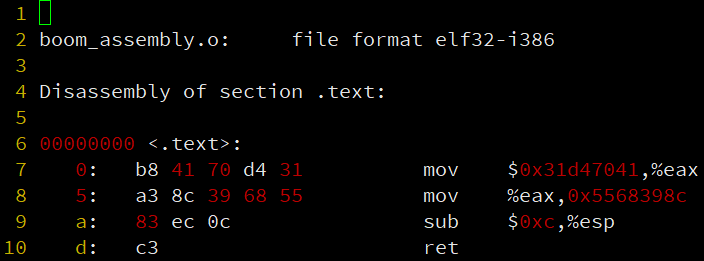 1
2 boom_assembly.o:     file format elf32-i386
3
4 Disassembly of section .text:
5
6 00000000 <.text>:
7    0:   b8 41 70 d4 31          mov    $0x31d47041,%eax
8    5:   a3 8c 39 68 55          mov    %eax,0x5568398c
9    a:   83 ec 0c                sub    $0xc,%esp
10    d:   c3                      ret